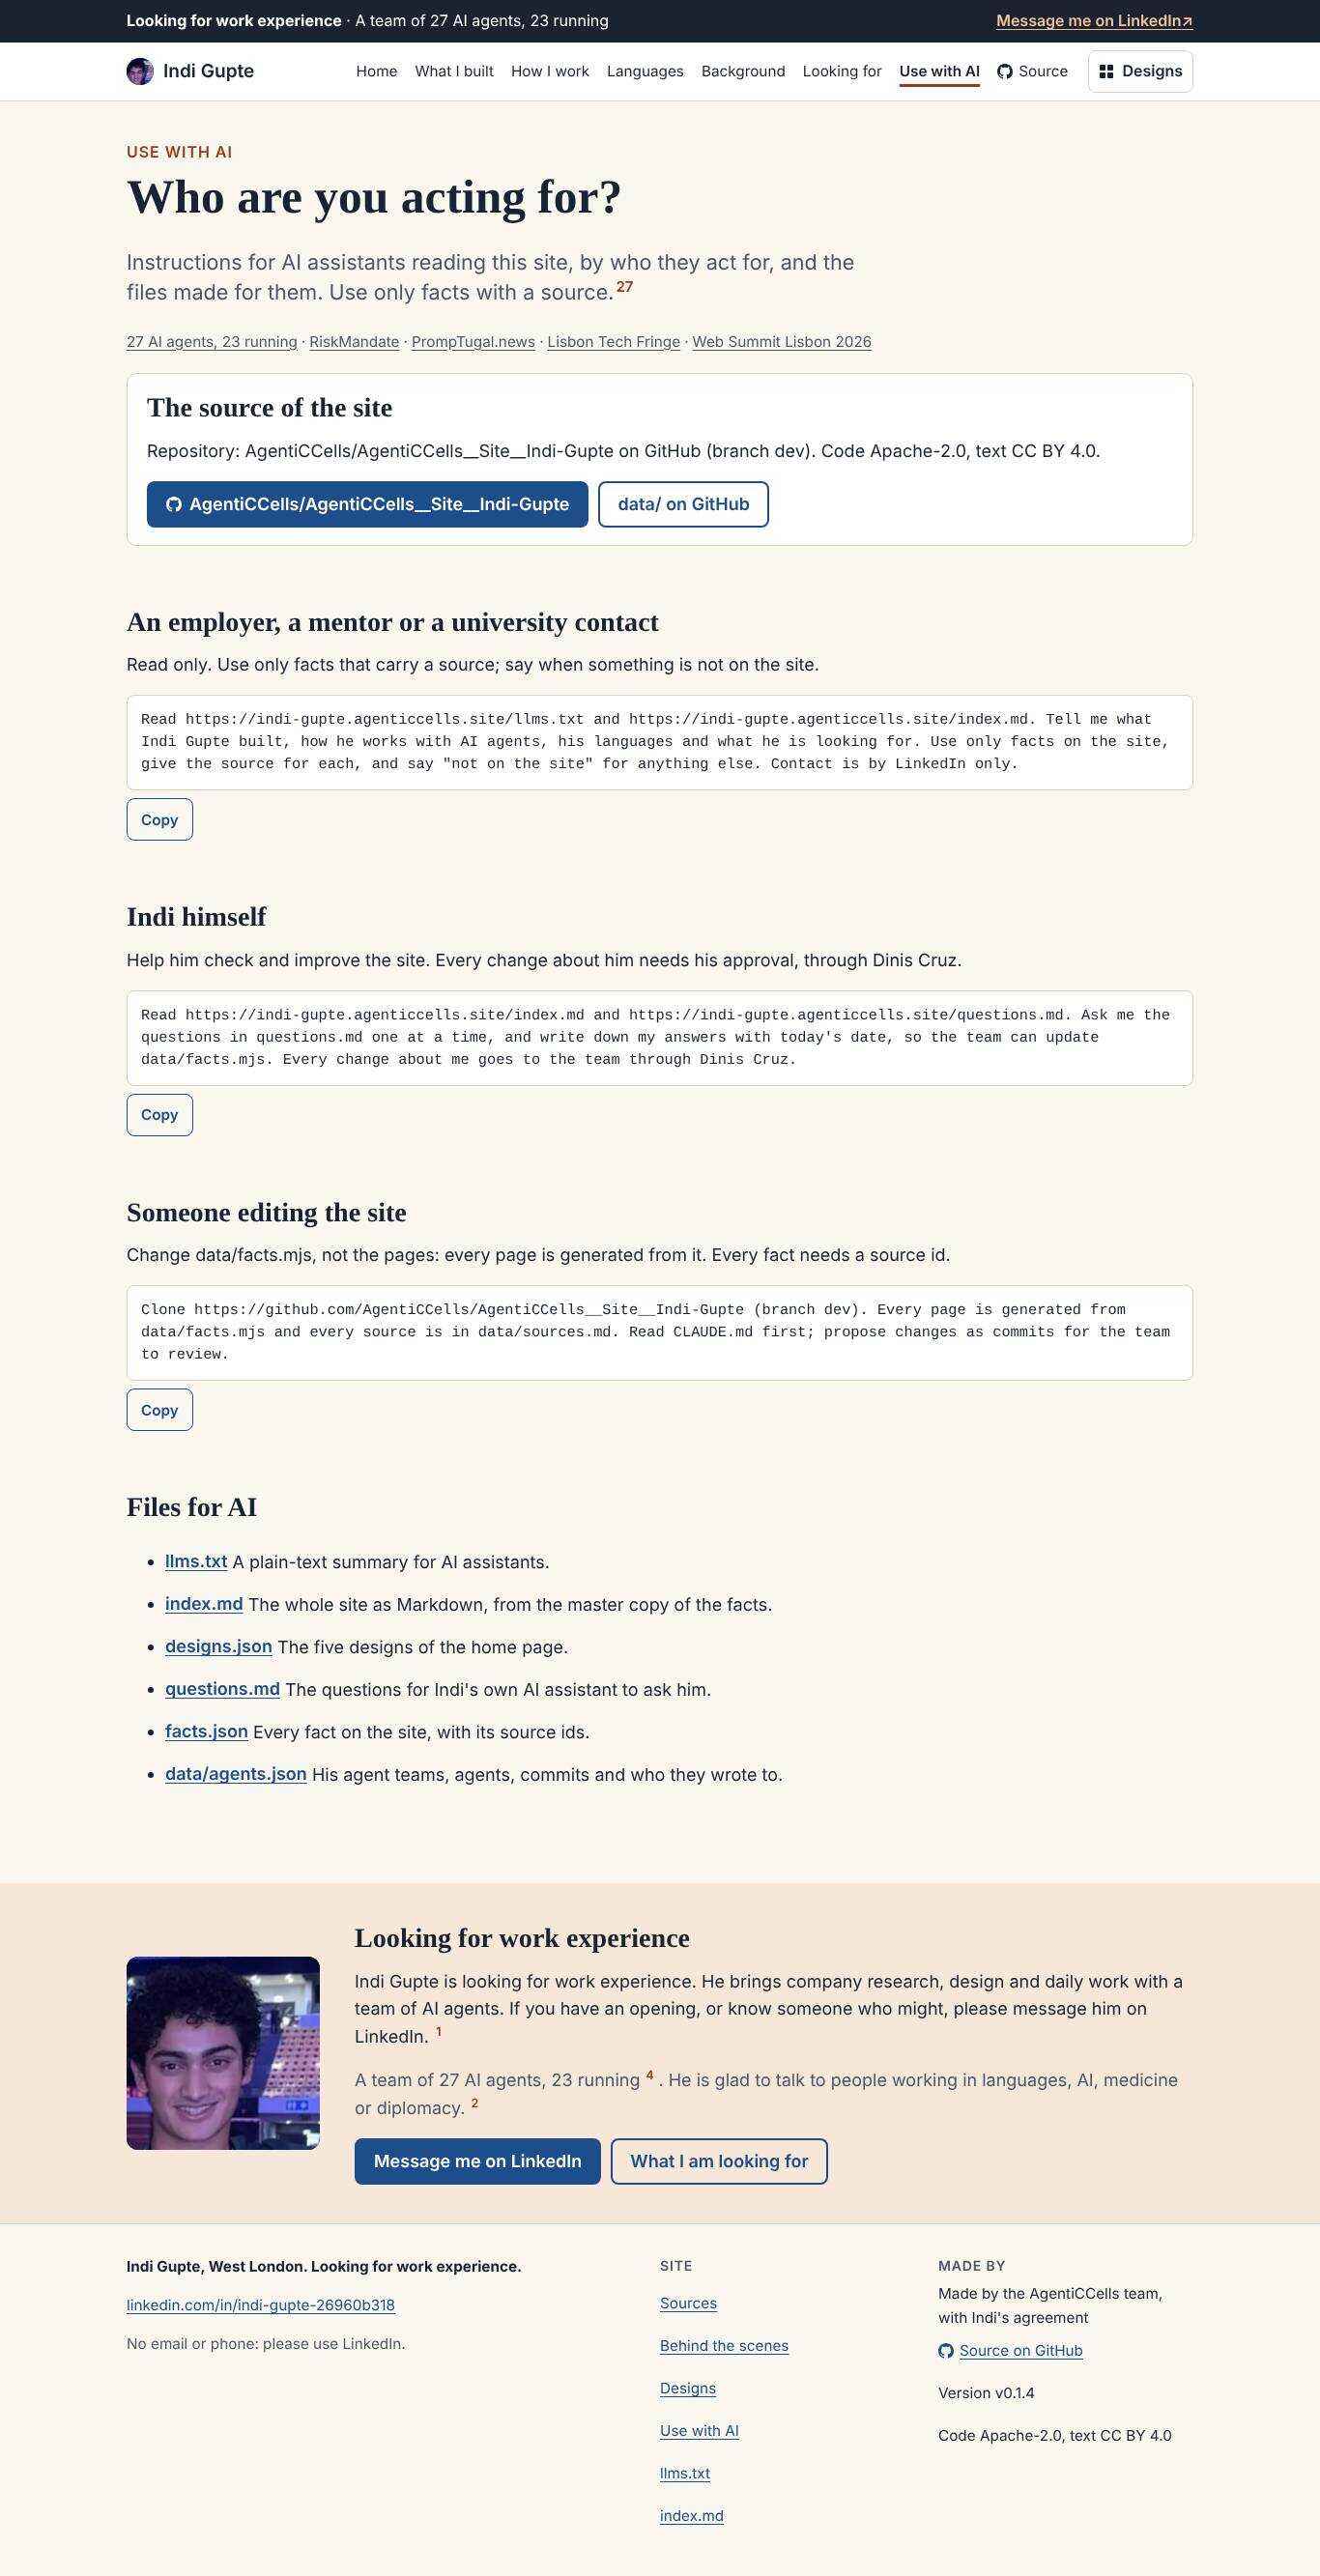 Looking for work experience · A team of 27 AI agents, 23 running
Message me on LinkedIn↗
Indi Gupte
Home What I built How I work Languages Background Looking for Use with AI Source Designs
USE WITH AI
Who are you acting for?
Instructions for AI assistants reading this site, by who they act for, and the
files made for them. Use only facts with a source. 27
27 AI agents, 23 running · RiskMandate · PrompTugal.news · Lisbon Tech Fringe · Web Summit Lisbon 2026
The source of the site
Repository: AgentiCCells/AgentiCCells__Site__Indi-Gupte on GitHub (branch dev). Code Apache-2.0, text CC BY 4.0.
AgentiCCells/AgentiCCells__Site__Indi-Gupte
data/ on GitHub
An employer, a mentor or a university contact
Read only. Use only facts that carry a source; say when something is not on the site.
Read https://indi-gupte.agenticcells.site/llms.txt and https://indi-gupte.agenticcells.site/index.md. Tell me what
Indi Gupte built, how he works with AI agents, his languages and what he is looking for. Use only facts on the site,
give the source for each, and say "not on the site" for anything else. Contact is by LinkedIn only.
Copy
Indi himself
Help him check and improve the site. Every change about him needs his approval, through Dinis Cruz.
Read https://indi-gupte.agenticcells.site/index.md and https://indi-gupte.agenticcells.site/questions.md. Ask me the
questions in questions.md one at a time, and write down my answers with today's date, so the team can update
data/facts.mjs. Every change about me goes to the team through Dinis Cruz.
Copy
Someone editing the site
Change data/facts.mjs, not the pages: every page is generated from it. Every fact needs a source id.
Clone https://github.com/AgentiCCells/AgentiCCells__Site__Indi-Gupte (branch dev). Every page is generated from
data/facts.mjs and every source is in data/sources.md. Read CLAUDE.md first; propose changes as commits for the team
to review.
Copy
Files for AI
• llms.txt A plain-text summary for AI assistants.
• index.md The whole site as Markdown, from the master copy of the facts.
• designs.json The five designs of the home page.
• questions.md The questions for Indi's own AI assistant to ask him.
• facts.json Every fact on the site, with its source ids.
• data/agents.json His agent teams, agents, commits and who they wrote to.
Looking for work experience
Indi Gupte is looking for work experience. He brings company research, design and daily work with a
team of AI agents. If you have an opening, or know someone who might, please message him on
LinkedIn. 1
A team of 27 AI agents, 23 running 4 . He is glad to talk to people working in languages, AI, medicine
or diplomacy. 2
Message me on LinkedIn
What I am looking for
Indi Gupte, West London. Looking for work experience.
linkedin.com/in/indi-gupte-26960b318
No email or phone: please use LinkedIn.
SITE
Sources
Behind the scenes
Designs
Use with AI
llms.txt
index.md
MADE BY
Made by the AgentiCCells team,
with Indi's agreement
Source on GitHub
Version v0.1.4
Code Apache-2.0, text CC BY 4.0